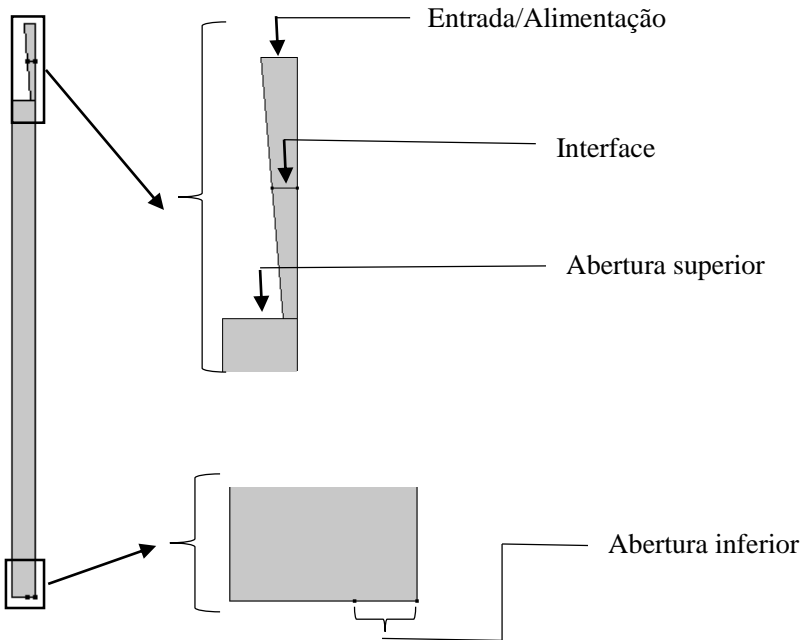 Entrada/Alimentação
Interface
Abertura superior
Abertura inferior